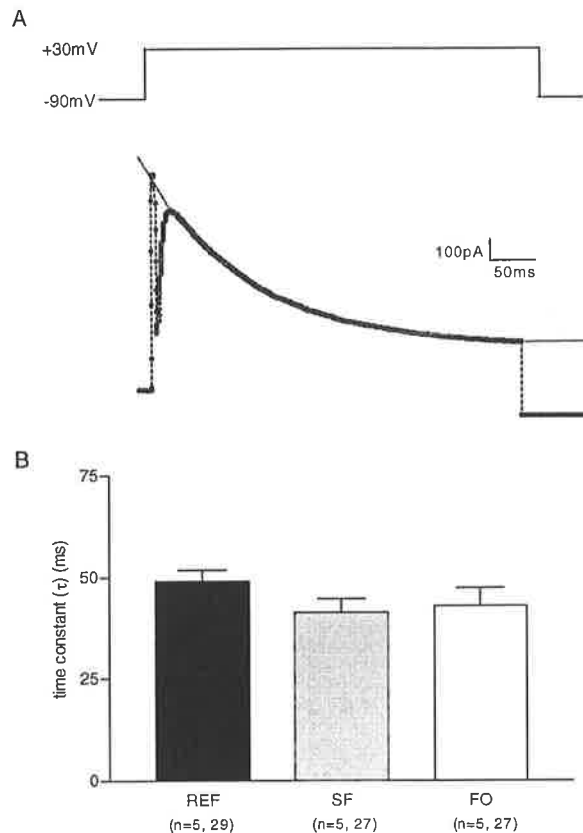 A
+30mV
-90mV
100pA
50ms
B
time constant (τ) (ms)
75
50
25
0
REF SF FO
(n=5, 29) (n=5, 27) (n=5, 27)